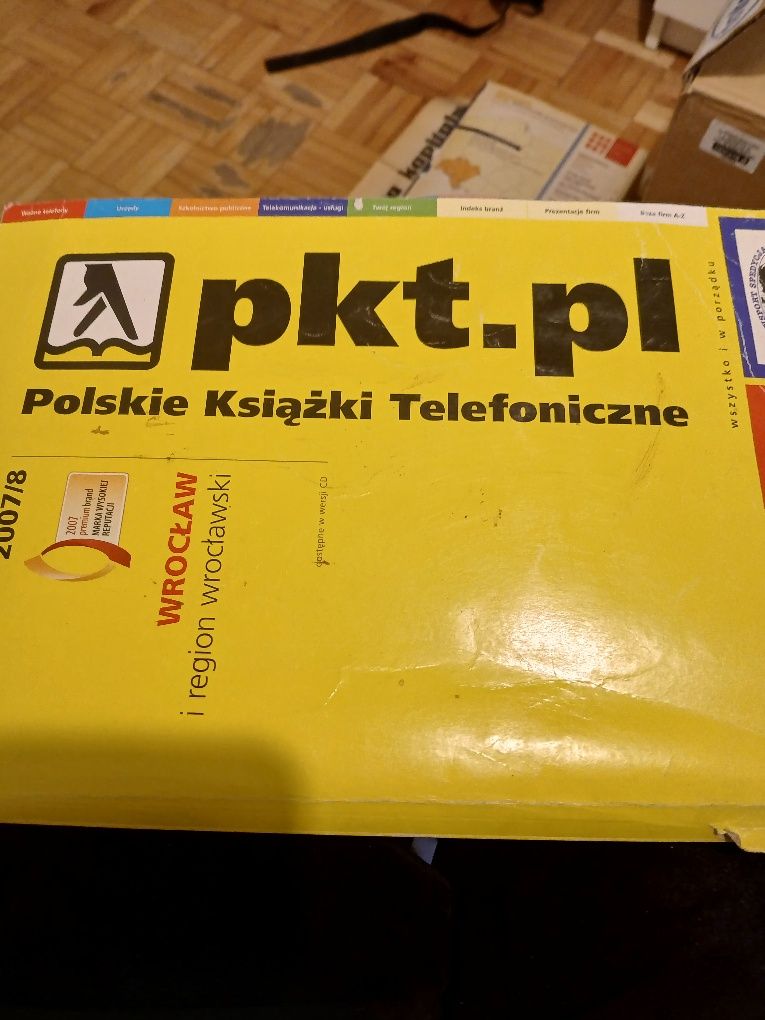 Ważne telefony
Urzędy
Szkolnictwo publiczne
Telekomunikacja - usługi
Twój region
Indeks branż
Prezentacje firm
Baza firm A-Z
pkt.pl
Polskie Książki Telefoniczne
wszystko i w porządku
2007/8
2007
premium brand
MARKA WYSOKIEJ
REPUTACJI
WROCŁAW
i region wrocławski
dostępne w wersji CD
kapitału